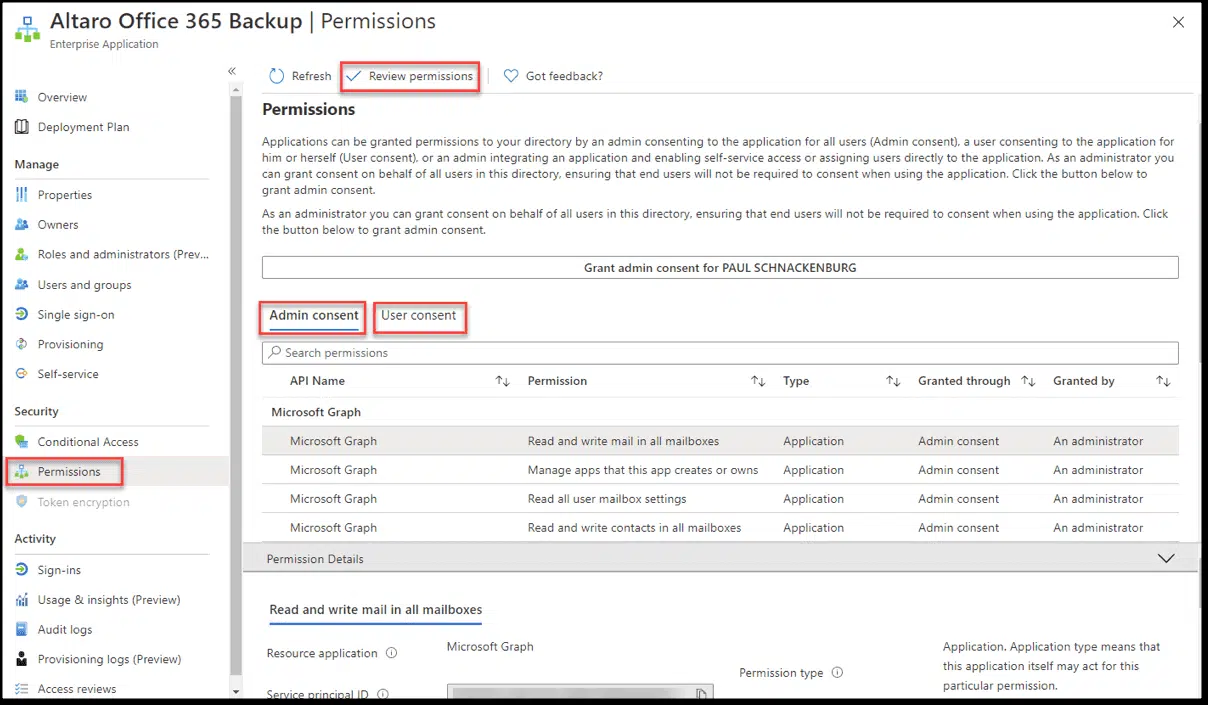 Altaro Office 365 Backup | Permissions
Enterprise Application
«
Overview
Deployment Plan
Manage
Properties
Owners
Roles and administrators (Prev...
Users and groups
Single sign-on
Provisioning
Self-service
Security
Conditional Access
Permissions
Token encryption
Activity
Sign-ins
Usage & insights (Preview)
Audit logs
Provisioning logs (Preview)
Access reviews
Refresh Review permissions Got feedback?
Permissions
Applications can be granted permissions to your directory by an admin consenting to the application for all users (Admin consent), a user consenting to the application for
him or herself (User consent), or an admin integrating an application and enabling self-service access or assigning users directly to the application. As an administrator you
can grant consent on behalf of all users in this directory, ensuring that end users will not be required to consent when using the application. Click the button below to
grant admin consent.
As an administrator you can grant consent on behalf of all users in this directory, ensuring that end users will not be required to consent when using the application. Click
the button below to grant admin consent.
Grant admin consent for PAUL SCHNACKENBURG
Admin consent User consent
Search permissions
API Name Permission Type Granted through Granted by
Microsoft Graph
Microsoft Graph Read and write mail in all mailboxes Application Admin consent An administrator
Microsoft Graph Manage apps that this app creates or owns Application Admin consent An administrator
Microsoft Graph Read all user mailbox settings Application Admin consent An administrator
Microsoft Graph Read and write contacts in all mailboxes Application Admin consent An administrator
Permission Details
Read and write mail in all mailboxes
Resource application Microsoft Graph
Service principal ID
Permission type
Application. Application type means that
this application itself may act for this
particular permission.